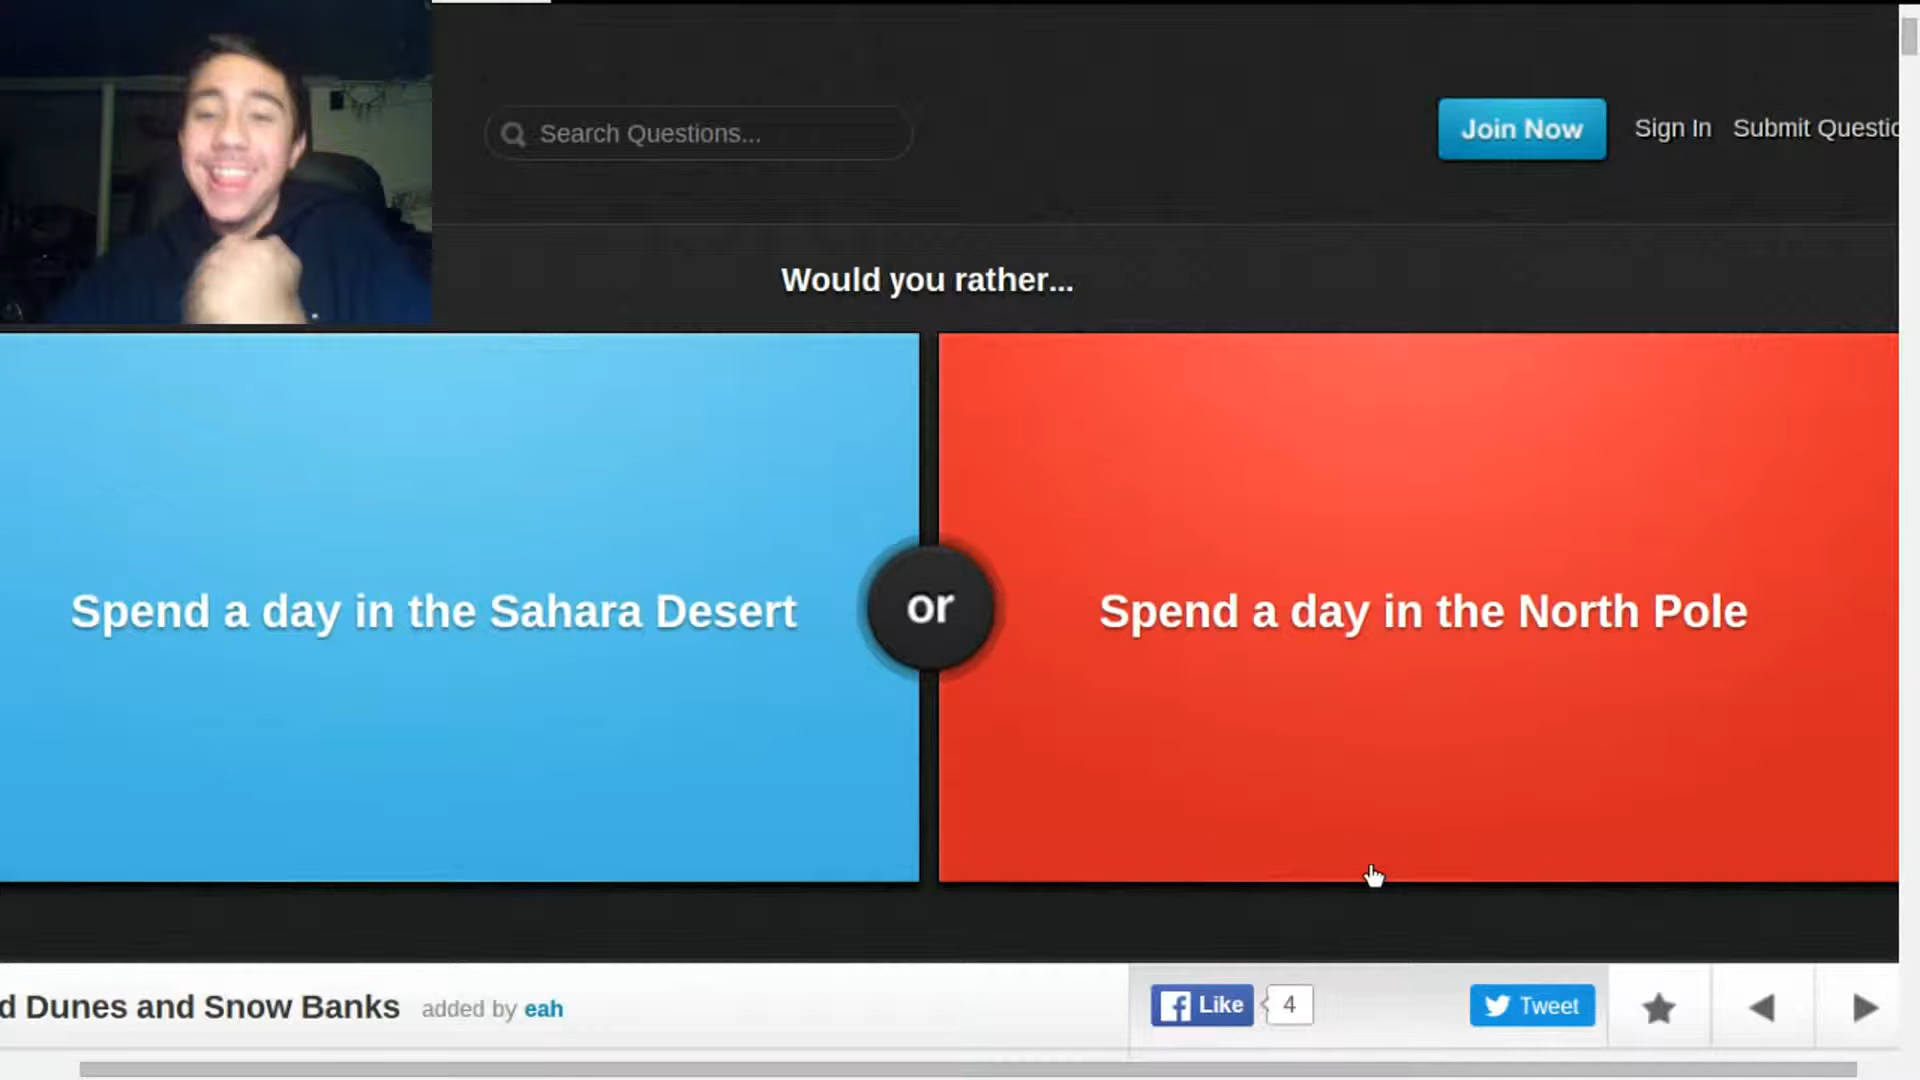 Search Questions...
Join Now
Sign In
Submit Questio
Would you rather...
Spend a day in the Sahara Desert
or
Spend a day in the North Pole
d Dunes and Snow Banks added by eah
Like
4
Tweet